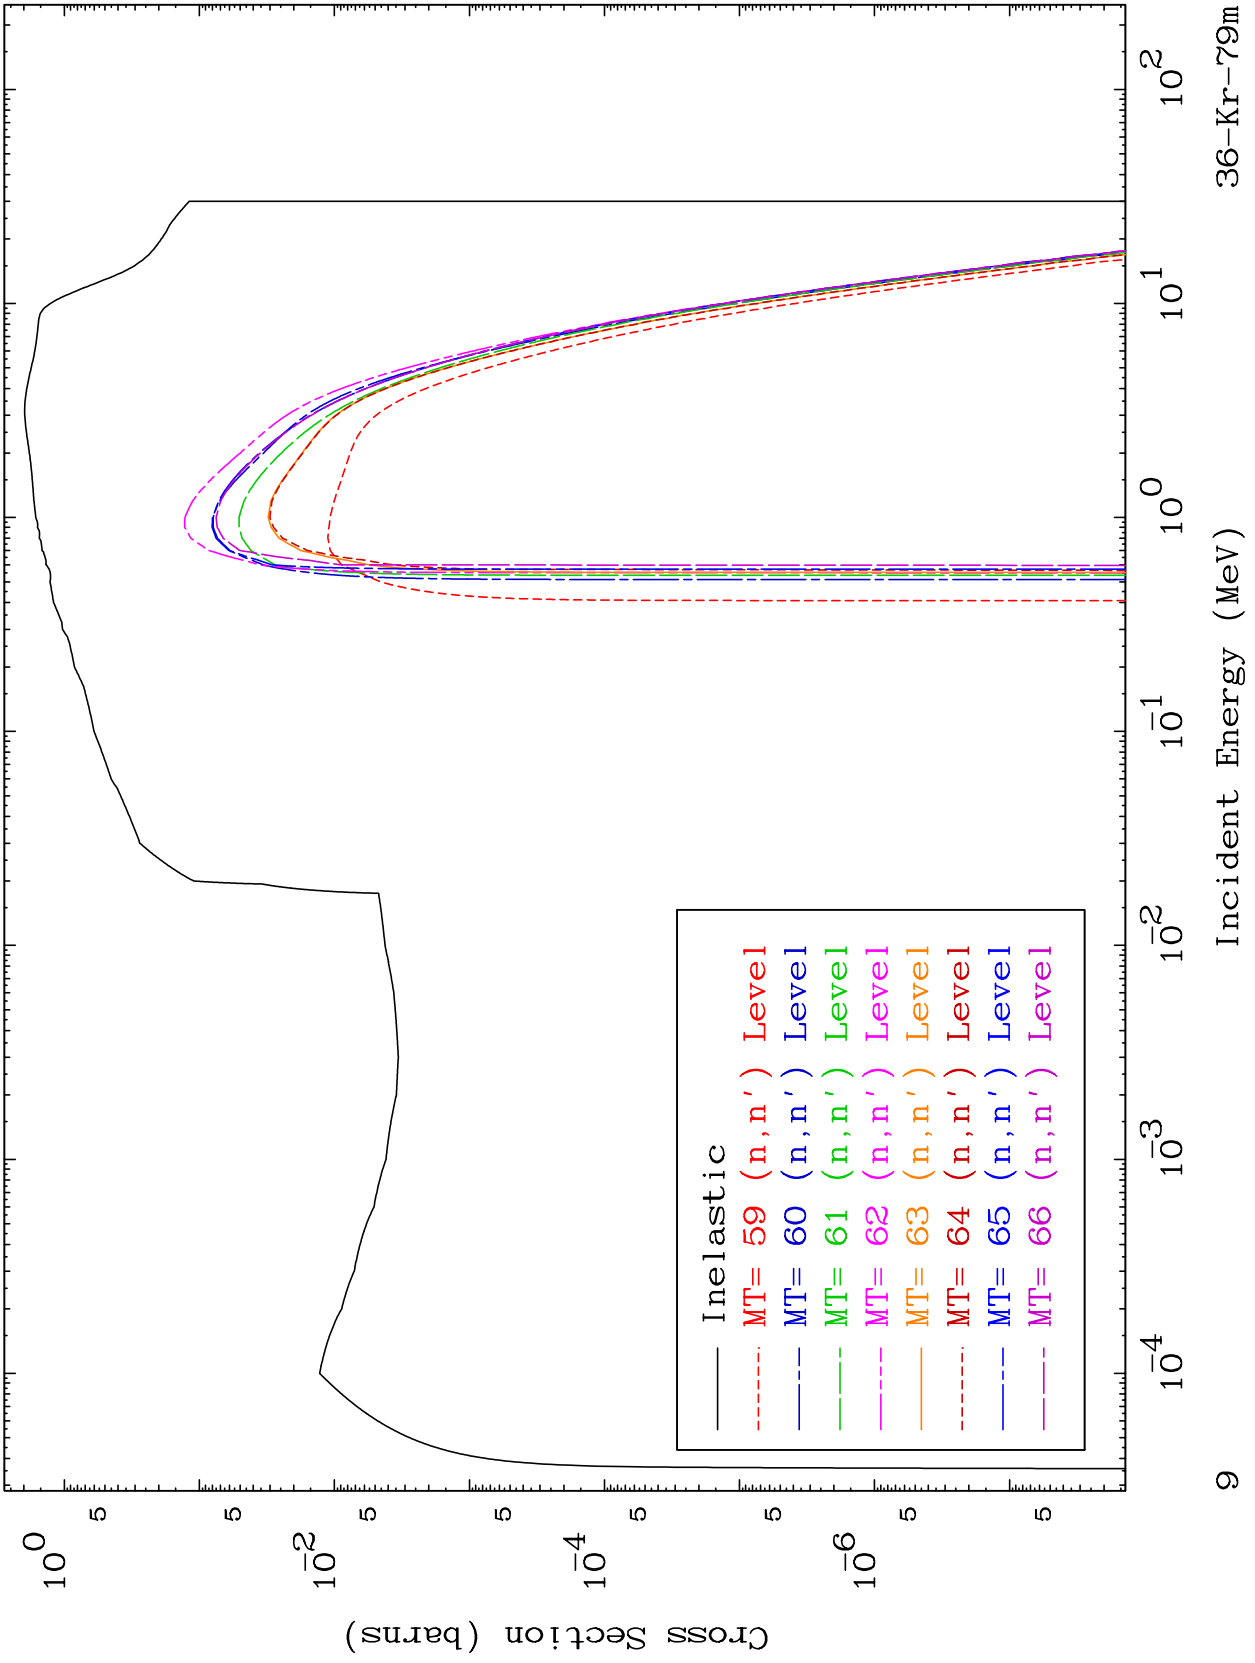 Cross Section (barns)
10^0
5
5
10^-2
5
5
10^-4
5
5
10^-6
5
5
Inelastic
MT= 59 (n,n') Level
MT= 60 (n,n') Level
MT= 61 (n,n') Level
MT= 62 (n,n') Level
MT= 63 (n,n') Level
MT= 64 (n,n') Level
MT= 65 (n,n') Level
MT= 66 (n,n') Level
10^-4
10^-3
10^-2
10^-1
10^0
10^1
10^2
Incident Energy (MeV)
9
36-Kr-79m